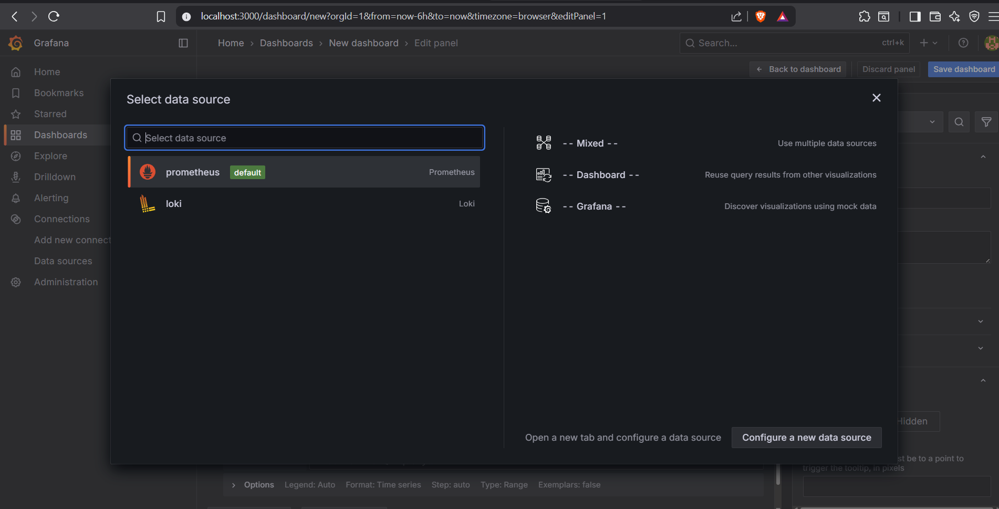 localhost:3000/dashboard/new?orgId=1&from=now-6h&to=now&timezone=browser&editPanel=1
Grafana
Home › Dashboards › New dashboard › Edit panel
Search...
ctrl+k
Back to dashboard
Discard panel
Save dashboard
Home
Bookmarks
Starred
Dashboards
Explore
Drilldown
Alerting
Connections
Add new connect
Data sources
Administration
Select data source
Select data source
prometheus default Prometheus
loki Loki
-- Mixed -- Use multiple data sources
-- Dashboard -- Reuse query results from other visualizations
-- Grafana -- Discover visualizations using mock data
Open a new tab and configure a data source
Configure a new data source
Hidden
st be to a point to
trigger the tooltip, in pixels
Options Legend: Auto Format: Time series Step: auto Type: Range Exemplars: false